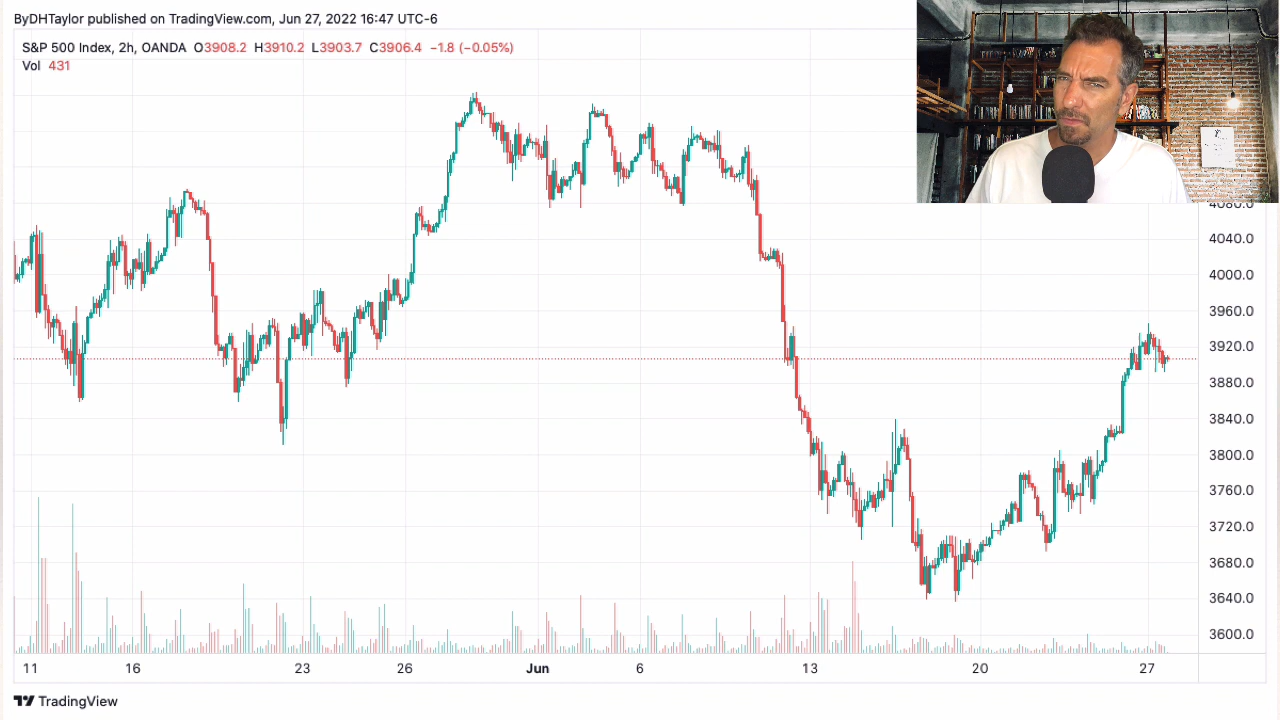 ByDHTaylor published on TradingView.com, Jun 27, 2022 16:47 UTC-6
S&P 500 Index, 2h, OANDA O3908.2 H3910.2 L3903.7 C3906.4 −1.8 (−0.05%)
Vol 431
4080.0
4040.0
4000.0
3960.0
3920.0
3880.0
3840.0
3800.0
3760.0
3720.0
3680.0
3640.0
3600.0
11 16 23 26 Jun 6 13 20 27
TradingView